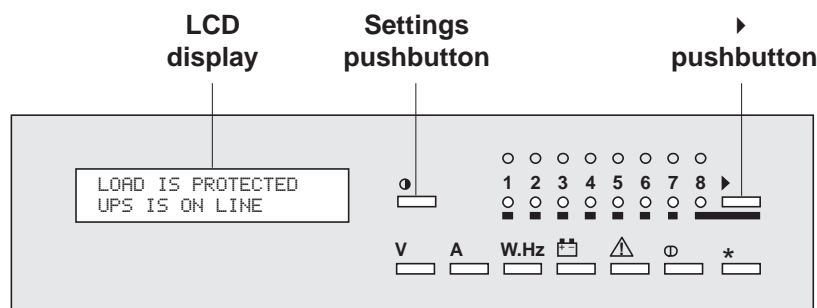 LCD display
Settings pushbutton
▶ pushbutton
LOAD IS PROTECTED
UPS IS ON LINE
1 2 3 4 5 6 7 8 ▶
V A W.Hz *